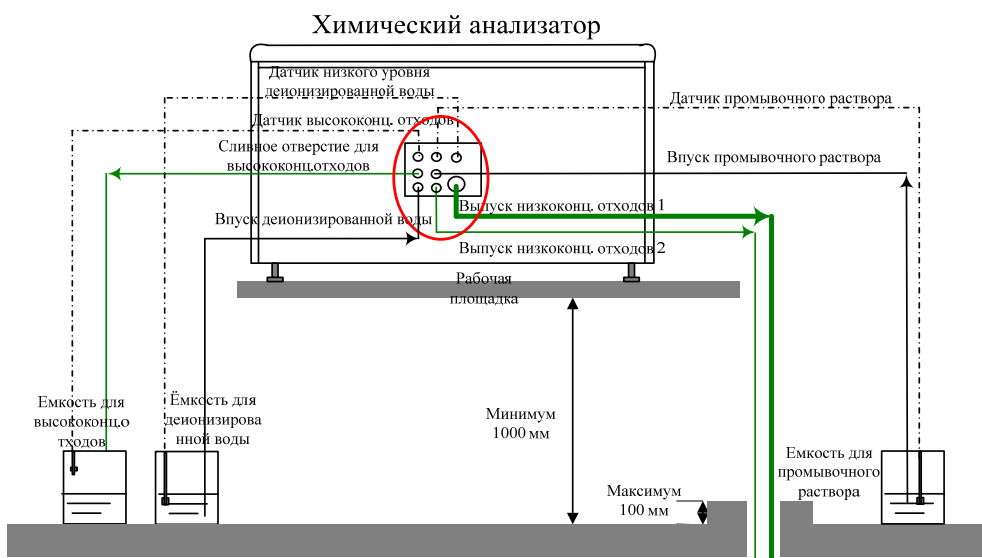 Химический анализатор
Датчик низкого уровня
деионизированной воды
Датчик промывочного раствора
Датчик высококонц. отходов
Сливное отверстие для
высококонц.отходов
Впуск промывочного раствора
Выпуск низкоконц. отходов 1
Впуск деионизированной воды
Выпуск низкоконц. отходов 2
Рабочая
площадка
Емкость для
высококонц.о
тходов
Ёмкость для
деионизирова
нной воды
Минимум
1000 мм
Максимум
100 мм
Емкость для
промывочного
раствора